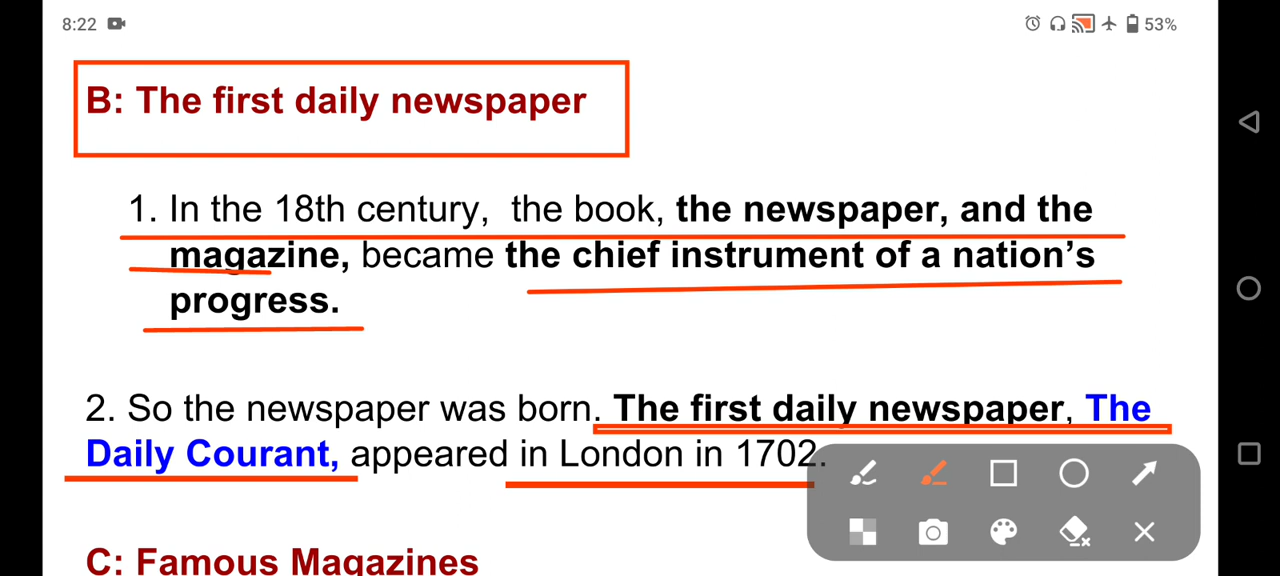 8:22 53%
B: The first daily newspaper
1. In the 18th century, the book, the newspaper, and the
magazine, became the chief instrument of a nation’s
progress.
2. So the newspaper was born. The first daily newspaper, The
Daily Courant, appeared in London in 1702.
C: Famous Magazines